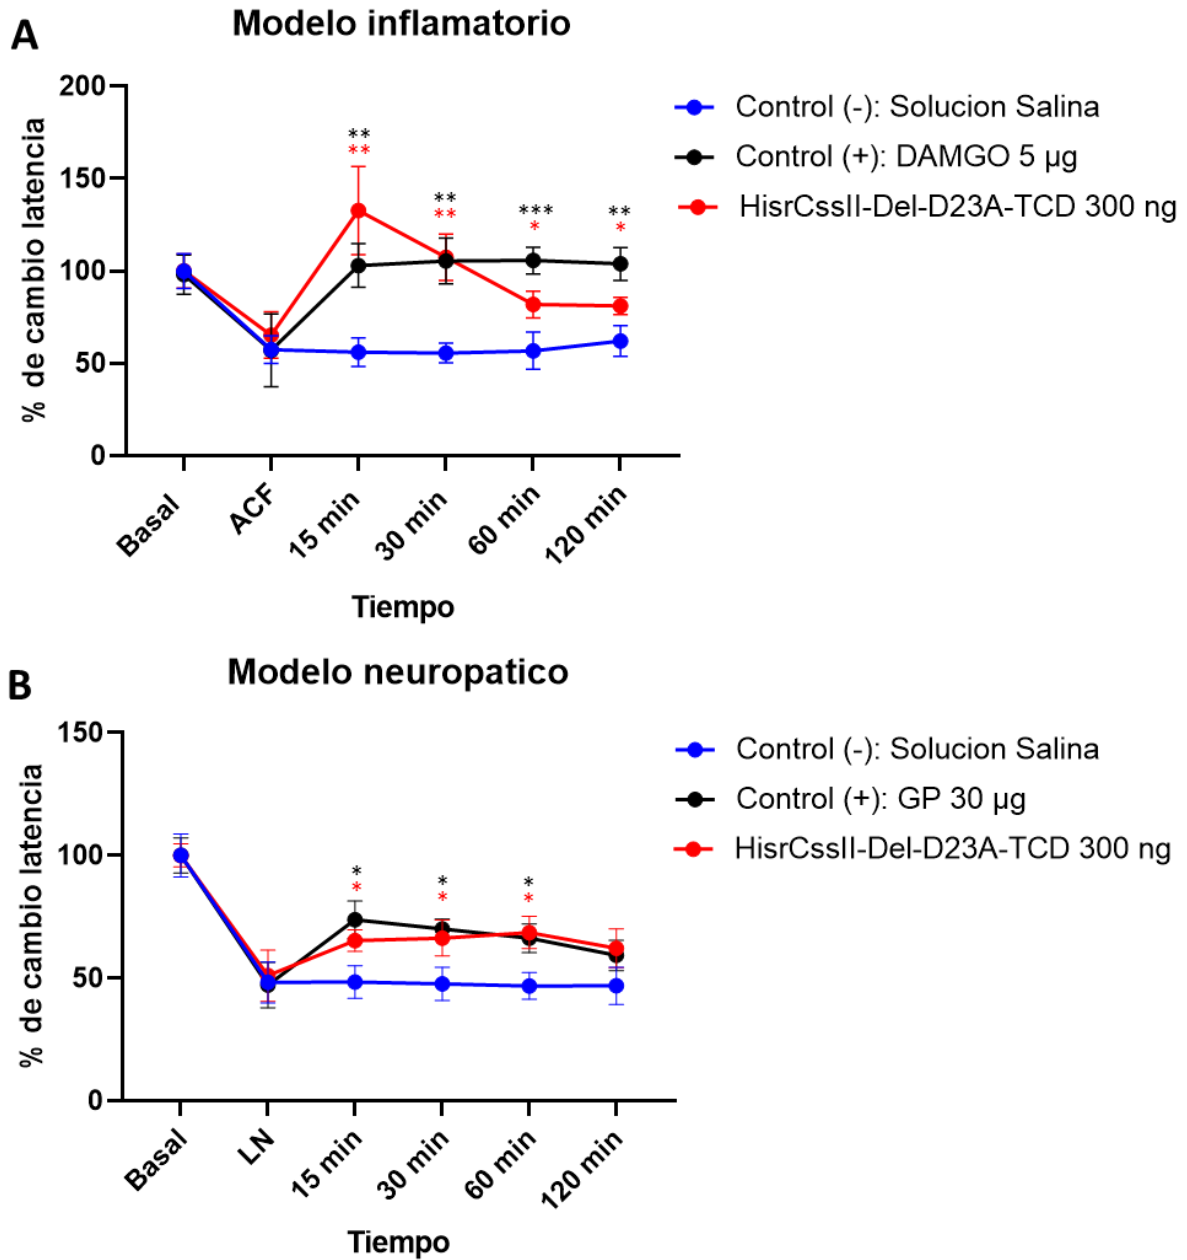 A
Modelo inflamatorio
% de cambio latencia
200
150
100
50
0
** ** *** **
** ** * *
Basal ACF 15 min 30 min 60 min 120 min
Tiempo
Control (-): Solucion Salina
Control (+): DAMGO 5 µg
HisrCssII-Del-D23A-TCD 300 ng
B
Modelo neuropatico
% de cambio latencia
150
100
50
0
* * *
* * *
Basal LN 15 min 30 min 60 min 120 min
Tiempo
Control (-): Solucion Salina
Control (+): GP 30 µg
HisrCssII-Del-D23A-TCD 300 ng